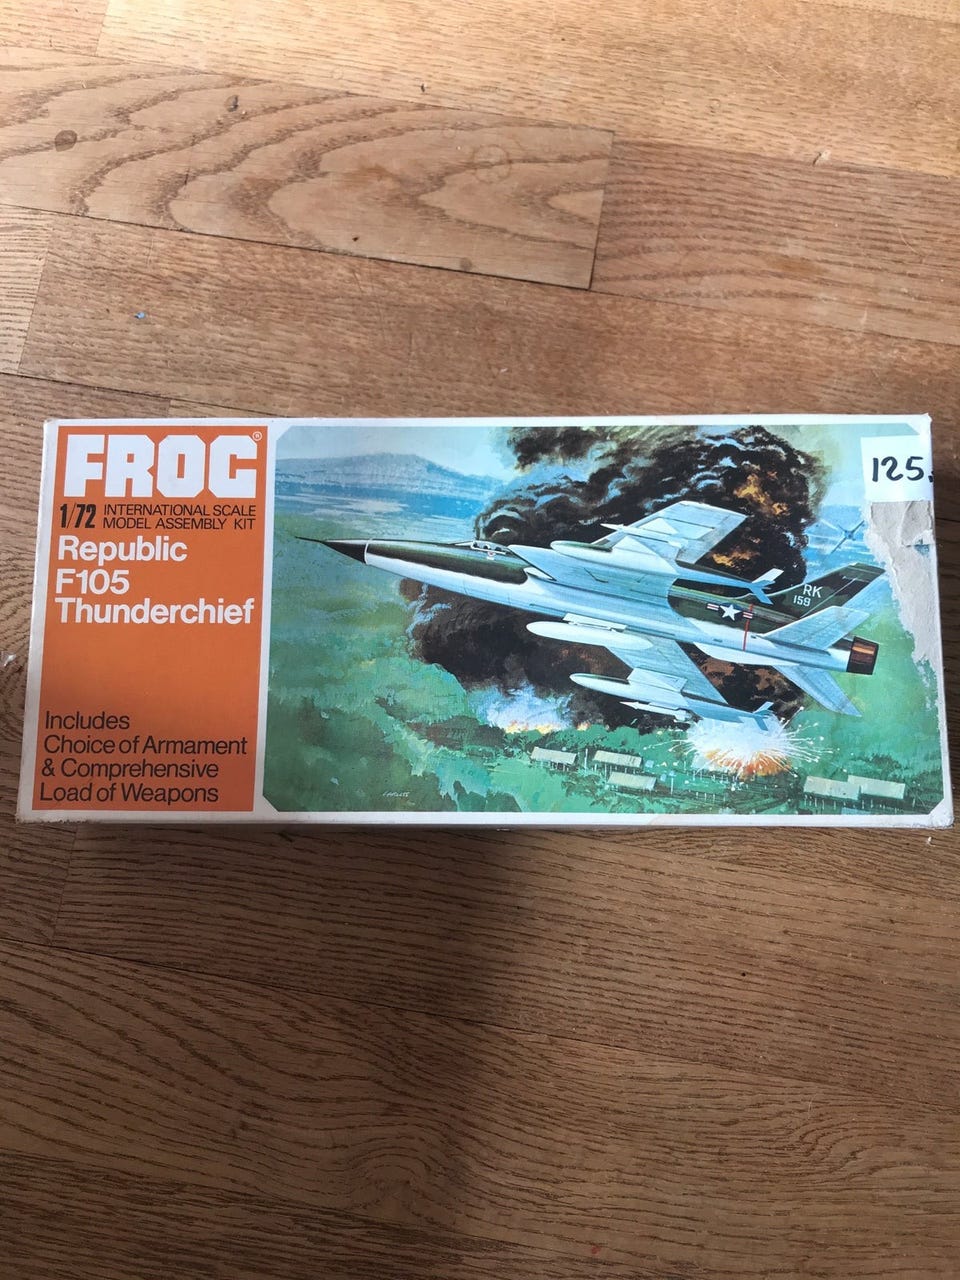 FROG®
1/72 INTERNATIONAL SCALE
MODEL ASSEMBLY KIT
Republic
F105
Thunderchief
Includes
Choice of Armament
& Comprehensive
Load of Weapons
125.
RK
159